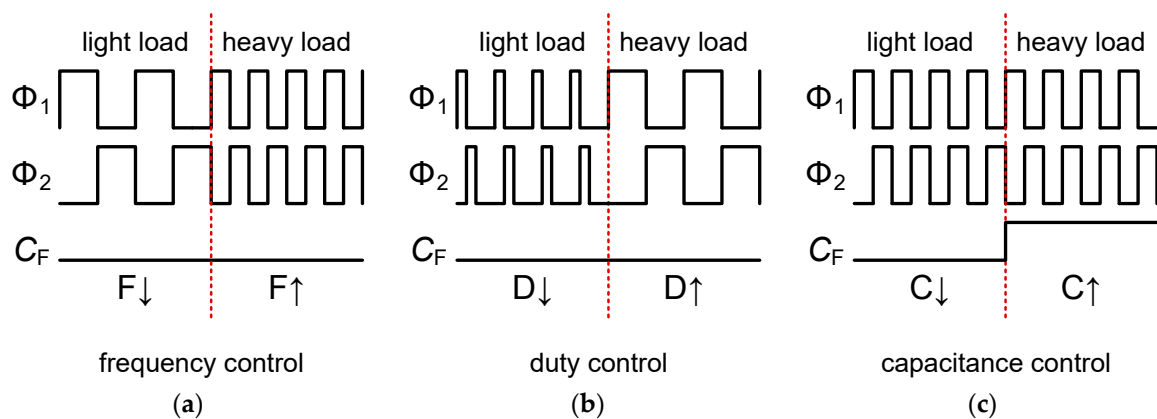 light load heavy load light load heavy load light load heavy load
Φ1 Φ1 Φ1
Φ2 Φ2 Φ2
CF CF CF
F↓ F↑ D↓ D↑ C↓ C↑
frequency control duty control capacitance control
(a) (b) (c)